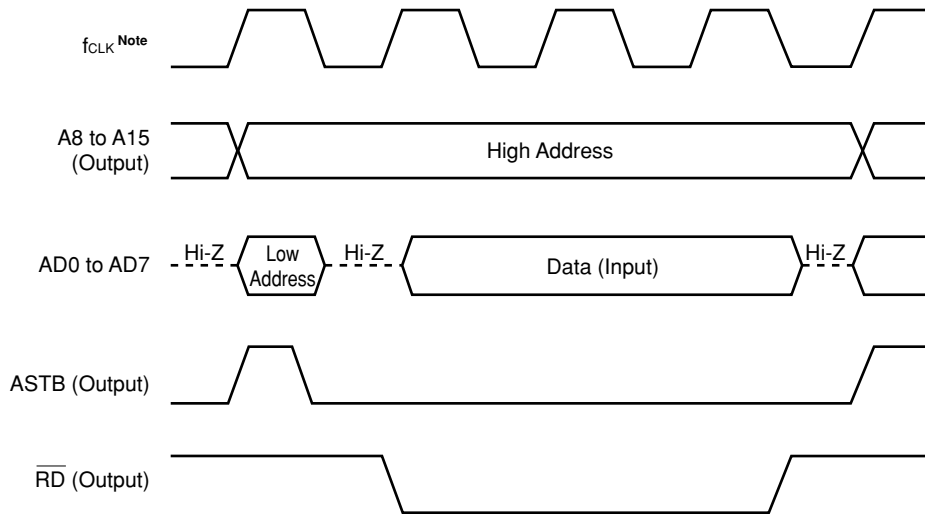 fCLK Note
A8 to A15
(Output)
High Address
Hi-Z
Low
Address
Hi-Z
Data (Input)
Hi-Z
AD0 to AD7
ASTB (Output)
RD (Output)